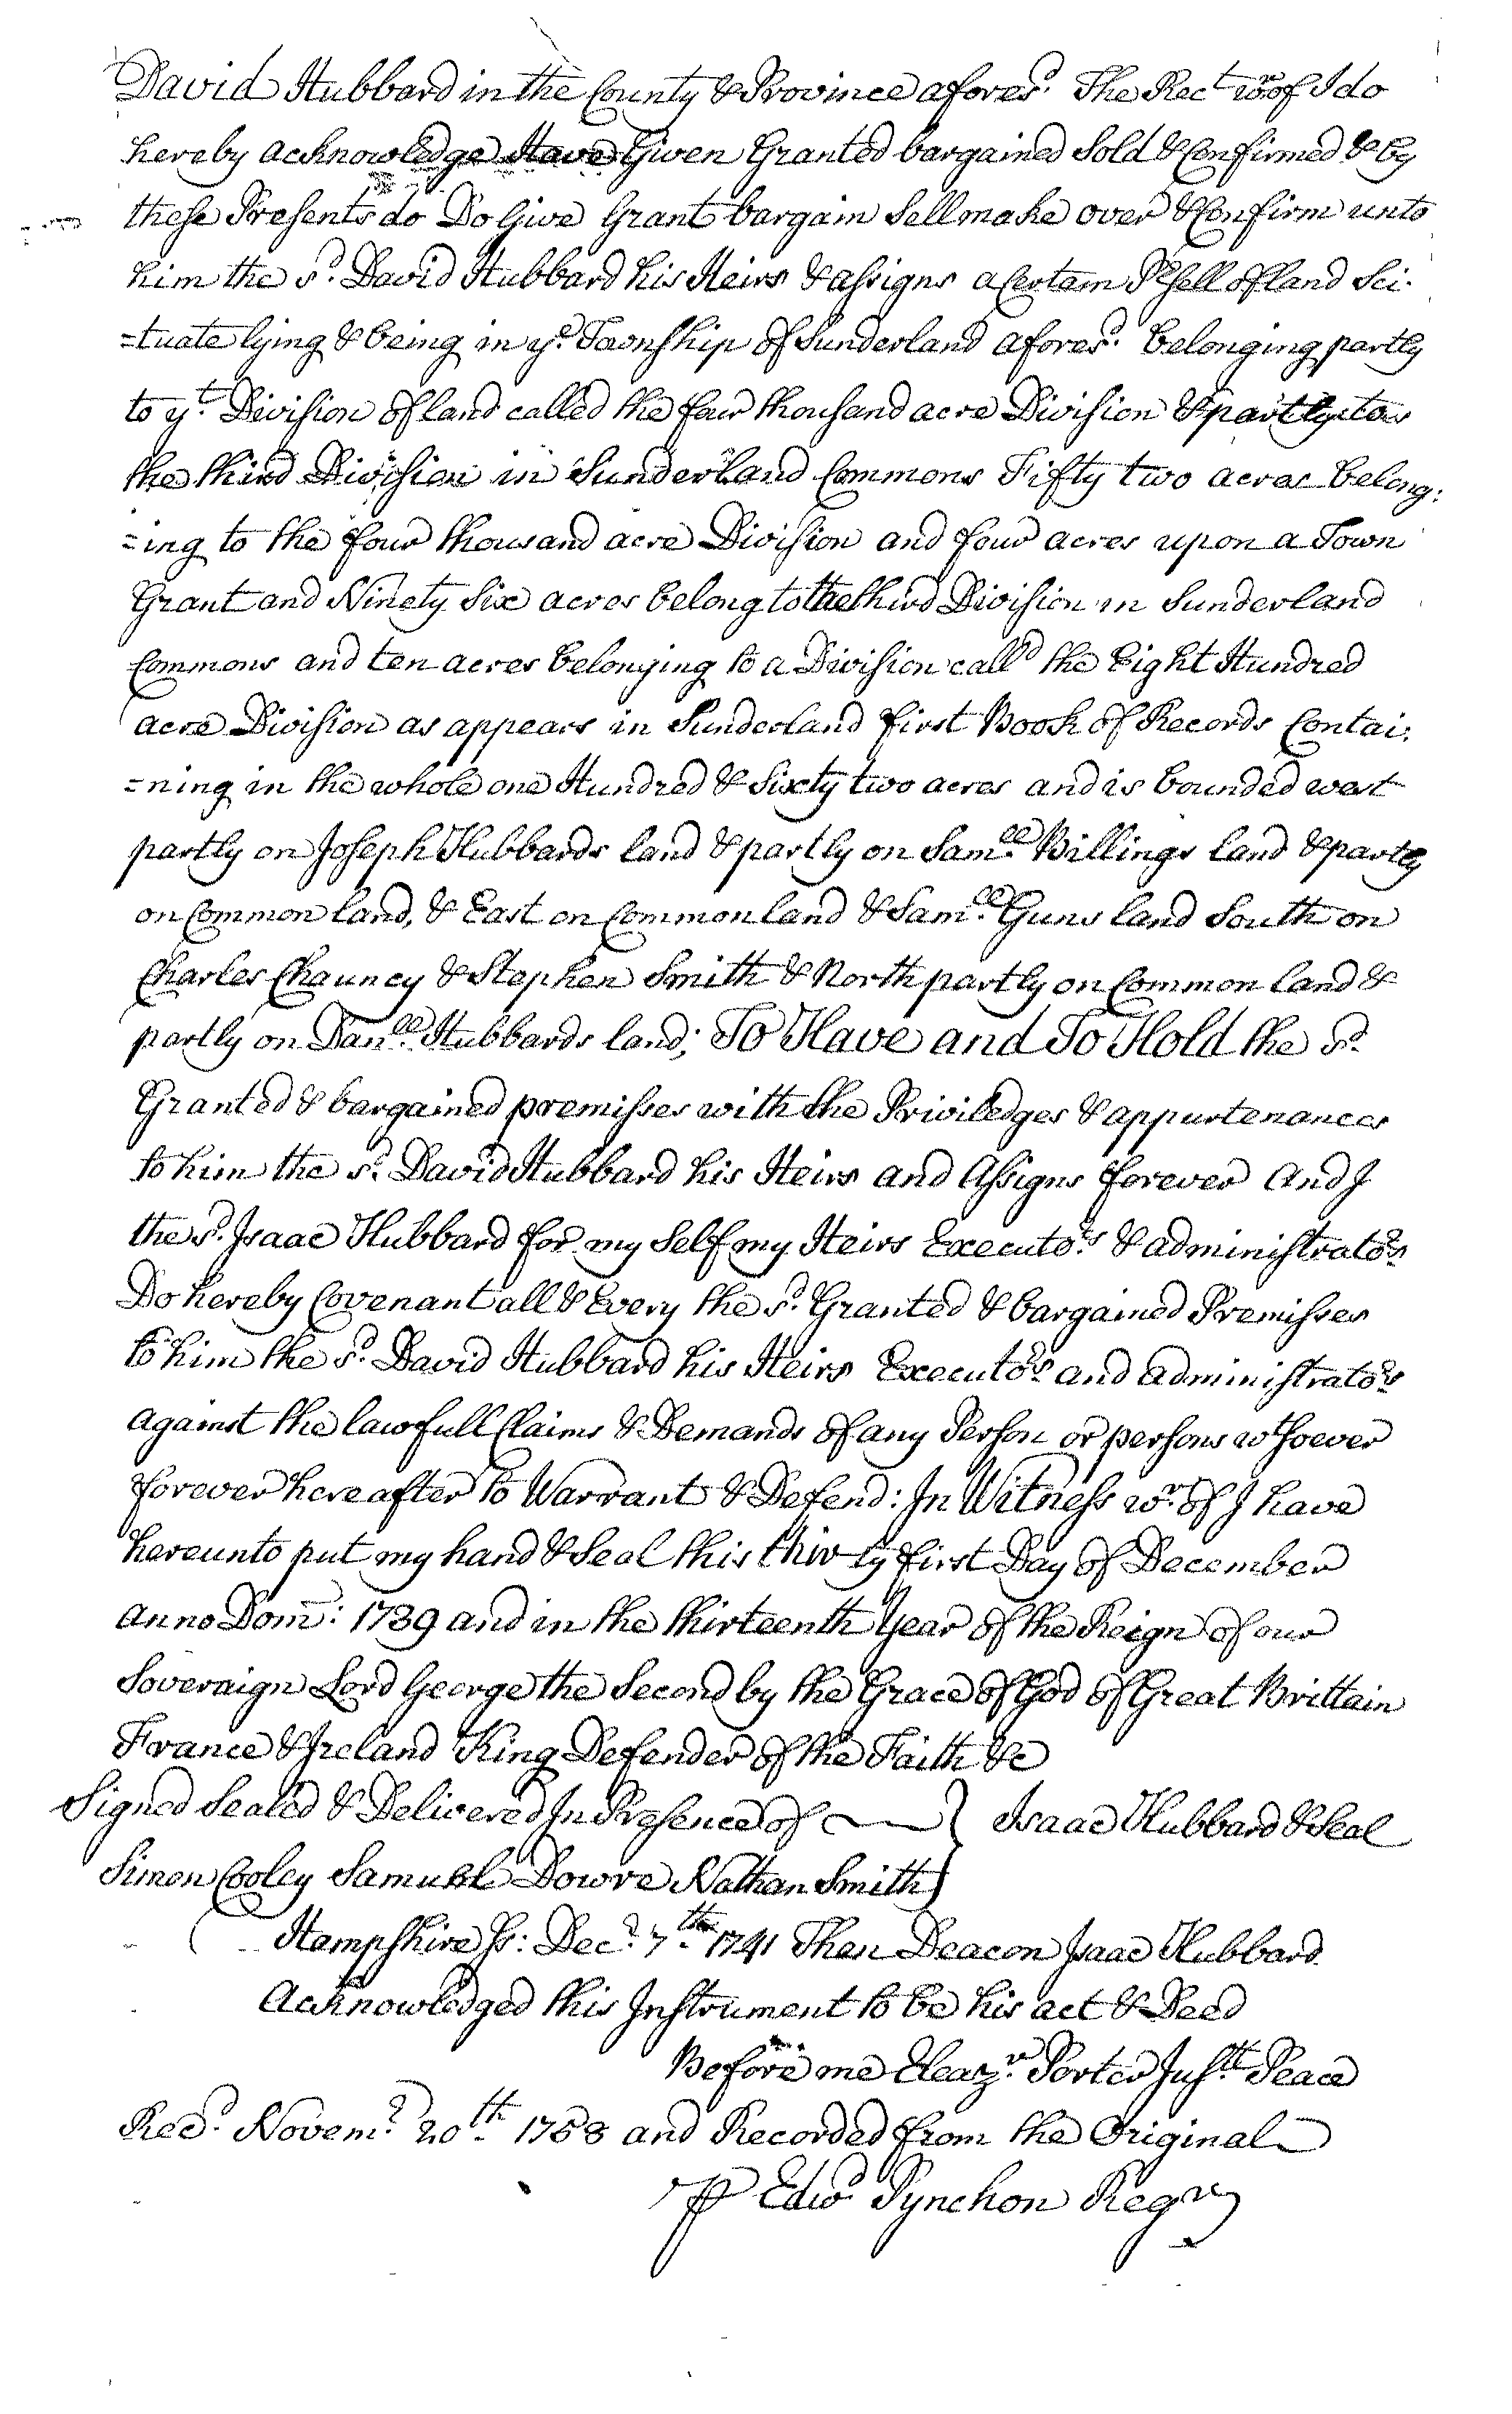 David Hubbard in the County & Province afores.d The Rec.t w.r of I do
hereby acknowledge Have Given Granted bargained Sold & Confirmed & by
these Presents do Do Give Grant bargain Sell make over & Confirm unto
him the s.d David Hubbard his Heirs & assigns a Certain P'sell of land Sci-
=tuate lying & being in y.e Township of Sunderland afores.d belonging partly
to y.t Division of land called the four thousand acre Division & partly to
the third Division in Sunderland Commons Fifty two acres belong:
=ing to the four thousand acre Division and four acres upon a Town
Grant and Ninety Six acres belong to the third Division in Sunderland
Commons and ten acres belonging to a Division call.d the Eight Hundred
acre Division as appears in Sunderland first Book of Records Contai:
=ning in the whole one Hundred & Sixty two acres and is bounded west
partly on Joseph Hubbards land & partly on Sam.ll Billings land & partly
on Common land, & East on Common land & Sam.ll Guns land South on
Charles Chauncy & Stephen Smith & North partly on Common land &
partly on Dan.ll Hubbards land; To Have and To Hold the s.d
Granted & bargained premisses with the Priviledges & appurtenances
to him the s.d David Hubbard his Heirs and Assigns forever And I
the s.d Isaac Hubbard for my Self my Heirs Executo.rs & administrato.rs
Do hereby Covenant all & Every the s.d Granted & bargained Premisses
to him the s.d David Hubbard his Heirs Executo.rs and administrato.rs
against the lawfull Claims & Demands of any Person or persons w.tsoever
forever hereafter to Warrant & Defend: In Witness w.r of I have
hereunto put my hand & Seal this thirty first Day of December
anno Dom: 1739 and in the thirteenth Year of the Reign of our
Soveraign Lord George the Second by the Grace of God of Great Brittain
France & Ireland King Defender of the Faith &c
Signed Sealed & Delivered In Presence of } Isaac Hubbard & Seal
Simon Cooley Samuel Dowre Nathan Smith }
Hampshire ss: Dec.r 7.th 1741 Then Deacon Isaac Hubbard
Acknowledged this Instrument to be his act & Deed
Before me Eleaz.r Porter Jus.tt Peace
Rec.d Novem.r 20.th 1758 and Recorded from the Original
P Edw.d Pynchon Reg.r